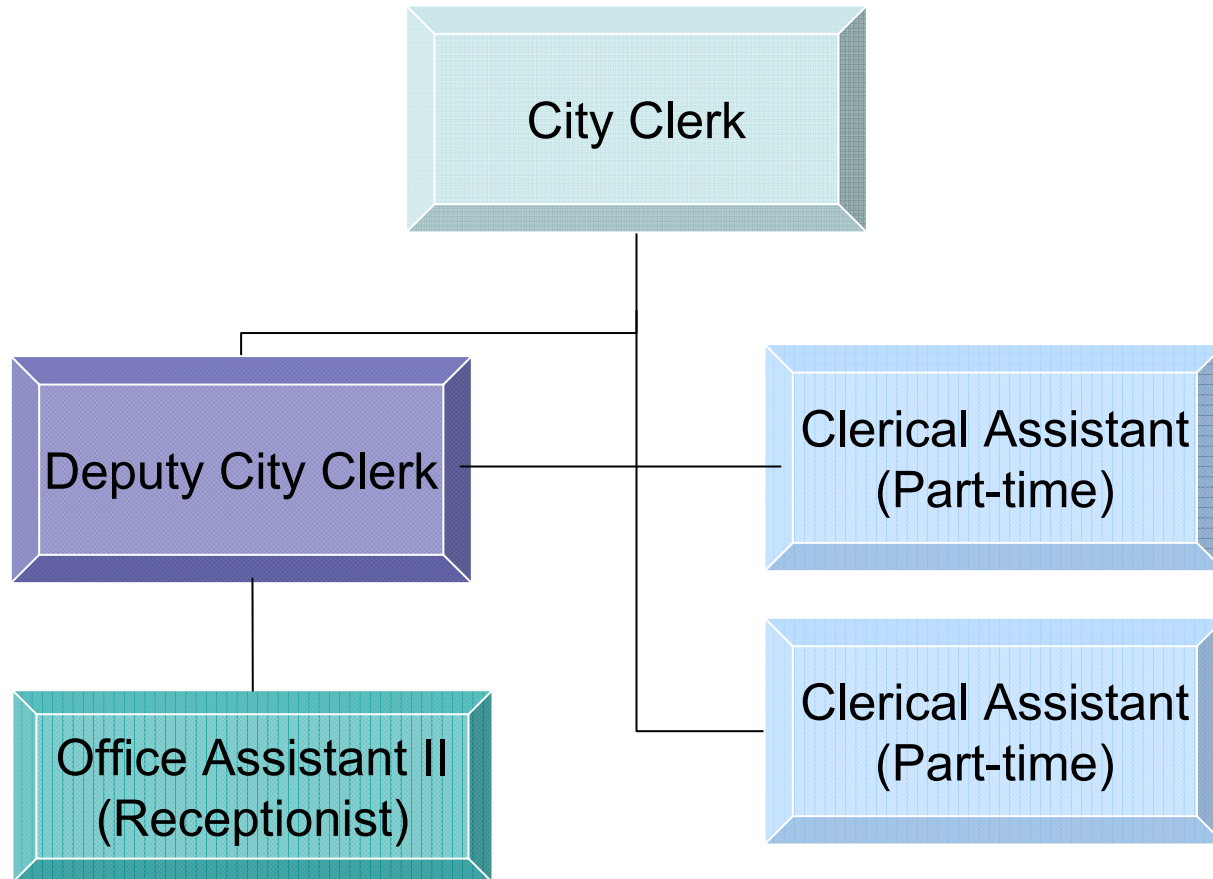 City Clerk
Deputy City Clerk
Clerical Assistant
(Part-time)
Clerical Assistant
(Part-time)
Office Assistant II
(Receptionist)